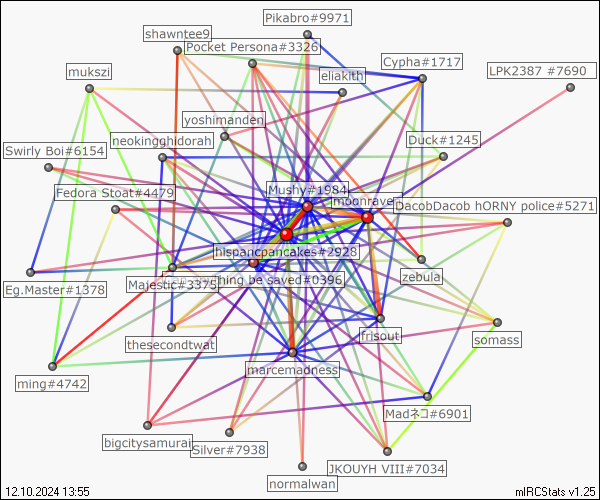 Pikabro#9971
shawntee9
Pocket Persona#3326
Cypha#1717
LPK2387 #7690
mukszi
eliakith
yoshimanden
neokingghidorah
Duck#1245
Swirly Boi#6154
Mushy#1984
Fedora Stoat#4479
moonrave
DacobDacob hORNY police#5271
hispancpancakes#2928
zebula
Eg.Master#1378
Majestic#3375
hing be saved#0396
thesecondtwat
frisout
somass
marcemadness
ming#4742
Madネコ#6901
bigcitysamurai
Silver#7938
JKOUYH VIII#7034
normalwan
12.10.2024 13:55
mIRCStats v1.25